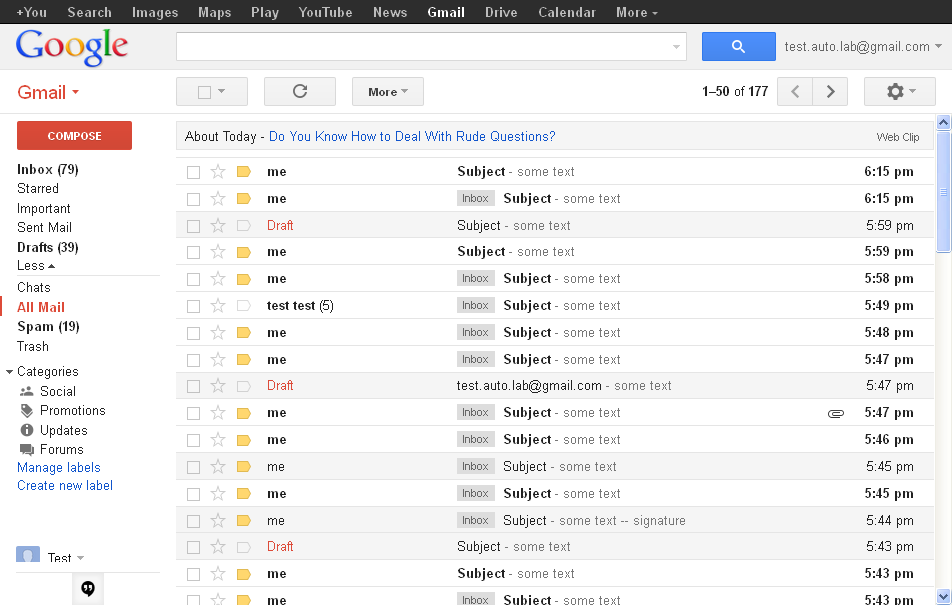 +You Search Images Maps Play YouTube News Gmail Drive Calendar More
Google
test.auto.lab@gmail.com
Gmail
More
1–50 of 177
COMPOSE
Inbox (79)
Starred
Important
Sent Mail
Drafts (39)
Less
Chats
All Mail
Spam (19)
Trash
Categories
Social
Promotions
Updates
Forums
Manage labels
Create new label
Test
About Today - Do You Know How to Deal With Rude Questions? Web Clip
me Subject - some text 6:15 pm
me Inbox Subject - some text 6:15 pm
Draft Subject - some text 5:59 pm
me Subject - some text 5:59 pm
me Inbox Subject - some text 5:58 pm
test test (5) Inbox Subject - some text 5:49 pm
me Inbox Subject - some text 5:48 pm
me Inbox Subject - some text 5:47 pm
Draft test.auto.lab@gmail.com - some text 5:47 pm
me Inbox Subject - some text 5:47 pm
me Inbox Subject - some text 5:46 pm
me Inbox Subject - some text 5:45 pm
me Inbox Subject - some text 5:45 pm
me Inbox Subject - some text -- signature 5:44 pm
Draft Subject - some text 5:43 pm
me Subject - some text 5:43 pm
me Inbox Subject - some text 5:43 pm